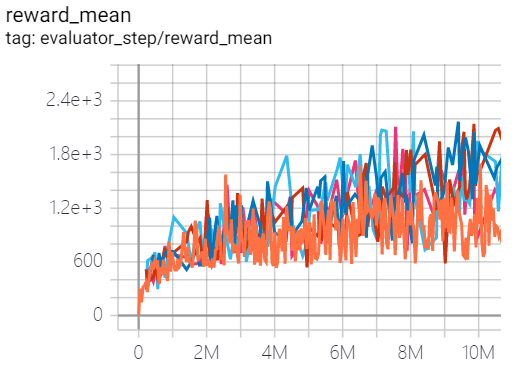 reward_mean
tag: evaluator_step/reward_mean
2.4e+3
1.8e+3
1.2e+3
600
0
0 2M 4M 6M 8M 10M